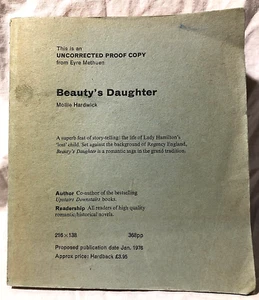 This is an
UNCORRECTED PROOF COPY
from Eyre Methuen
Beauty's Daughter
Mollie Hardwick
A superb feat of story-telling: the life of Lady Hamilton's
'lost' child. Set against the background of Regency England,
Beauty's Daughter is a romantic saga in the grand tradition.
Author Co-author of the bestselling
Upstairs Downstairs books.
Readership All readers of high quality
romantic/historical novels.
216 × 138 368pp
Proposed publication date Jan. 1976
Approx price: Hardback £3.95